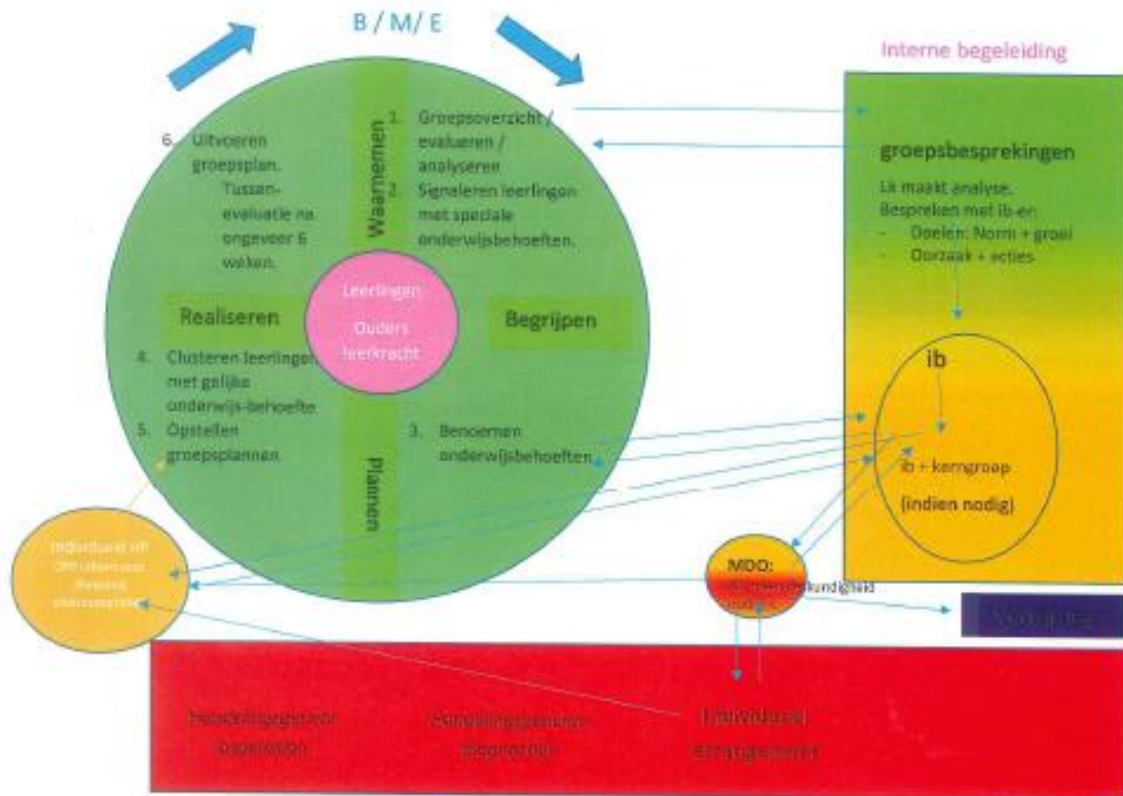 B / M/ E
Interne begeleiding
6. Uitvoeren
groepsplan.
Tussen-
evaluatie na
ongeveer 6
weken.
Waarnemen
1. Groepsoverzicht /
evalueren /
analyseren
2. Signaleren leerlingen
met speciale
onderwijsbehoeften.
groepsbesprekingen
Lk maakt analyse.
Bespreken met ib-er:
- Doelen: Norm + groei
- Oorzaak + acties
Realiseren
Leerlingen
Ouders
leerkracht
Begrijpen
4. Clusteren leerlingen
met gelijke
onderwijs-behoefte
5. Opstellen
groepsplannen
plannen
3. Benoemen
onderwijsbehoeften
ib
ib + kerngroep
(indien nodig)
Individueel HP
MDO:
Individueel
arrangement